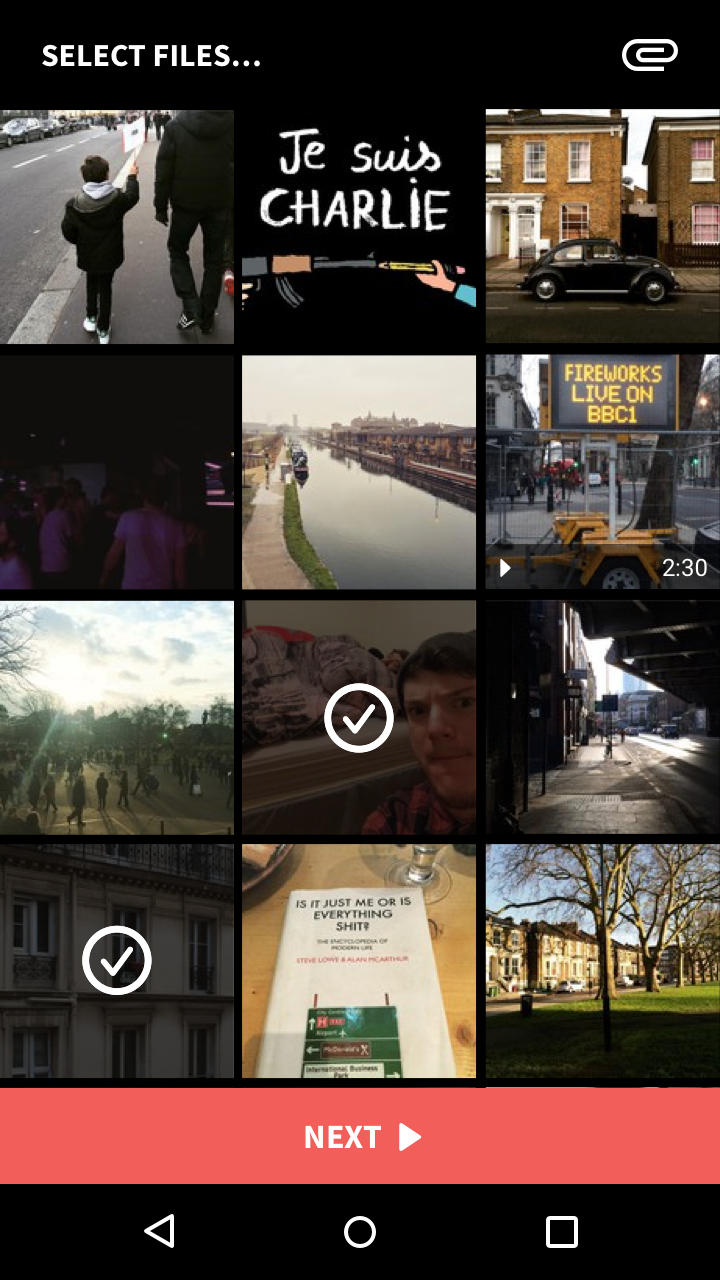 SELECT FILES...
Je suis
CHARLIE
FIREWORKS
LIVE ON
BBC1
2:30
IS IT JUST ME OR IS
EVERYTHING
SHIT?
THE ENCYCLOPEDIA OF
MODERN LIFE
STEVE LOWE & ALAN MCARTHUR
City Centre
H
Airport
McDonald's
International Business
Park
NEXT